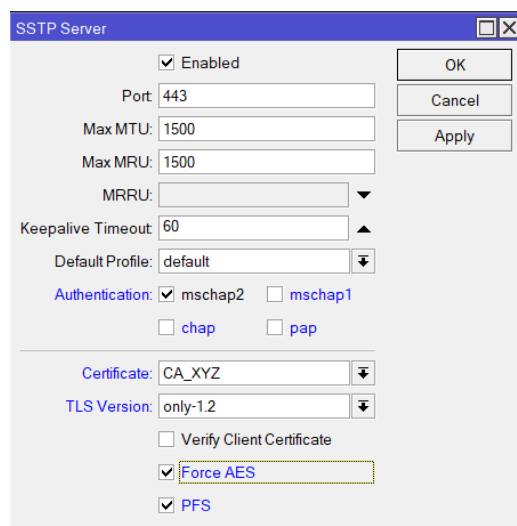 SSTP Server
Enabled
OK
Port: 443
Cancel
Max MTU: 1500
Apply
Max MRU: 1500
MRRU:
Keepalive Timeout: 60
Default Profile: default
Authentication: mschap2 mschap1
chap pap
Certificate: CA_XYZ
TLS Version: only-1.2
Verify Client Certificate
Force AES
PFS